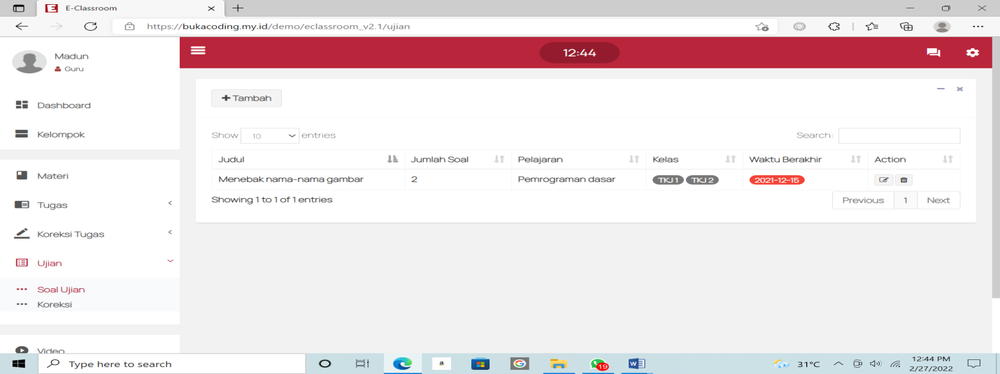 E-Classroom
https://bukacoding.my.id/demo/eclassroom_v2.1/ujian
Madun
Guru
12:44
Dashboard
Kelompok
Materi
Tugas
Koreksi Tugas
Ujian
Soal Ujian
Koreksi
Video
+ Tambah
Show 10 entries
Search:
Judul Jumlah Soal Pelajaran Kelas Waktu Berakhir Action
Menebak nama-nama gambar 2 Pemrograman dasar TKJ 1 TKJ 2 2021-12-15
Showing 1 to 1 of 1 entries
Previous 1 Next
Type here to search
a
19
31°C
12:44 PM
2/27/2022